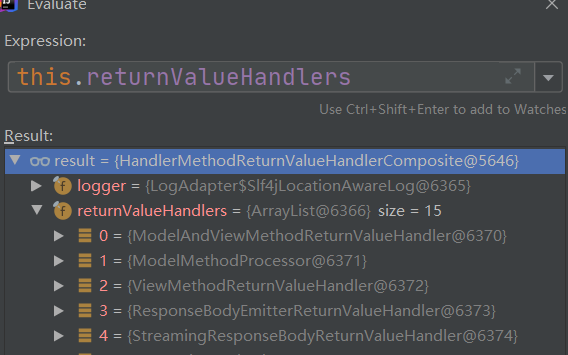 Evaluate
Expression:
this.returnValueHandlers
Use Ctrl+Shift+Enter to add to Watches
Result:
result = {HandlerMethodReturnValueHandlerComposite@5646}
logger = {LogAdapter$Slf4jLocationAwareLog@6365}
returnValueHandlers = {ArrayList@6366} size = 15
0 = {ModelAndViewMethodReturnValueHandler@6370}
1 = {ModelMethodProcessor@6371}
2 = {ViewMethodReturnValueHandler@6372}
3 = {ResponseBodyEmitterReturnValueHandler@6373}
4 = {StreamingResponseBodyReturnValueHandler@6374}